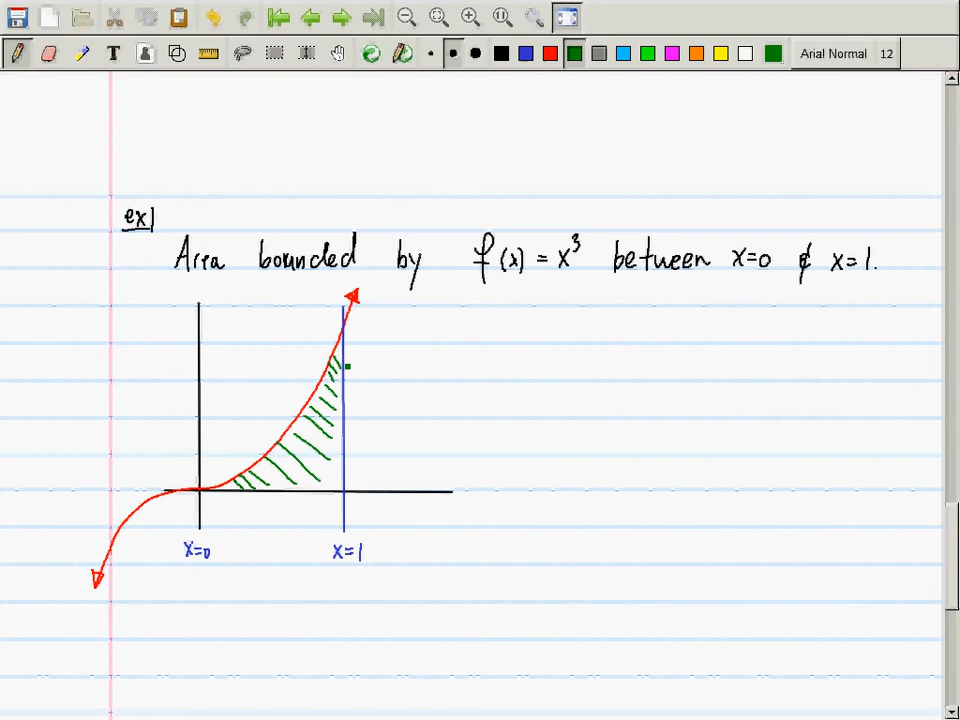 T
Arial Normal 12
ex]
Area bounded by f(x) = x³ between x=0 & x=1.
x=0 x=1